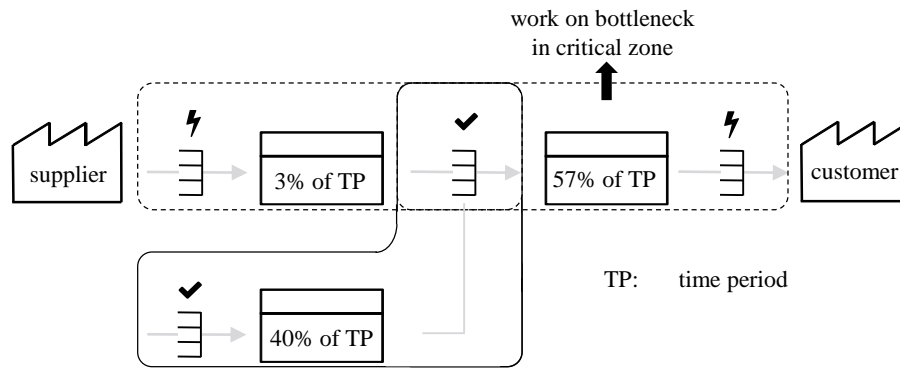 work on bottleneck
in critical zone
supplier
3% of TP
57% of TP
customer
40% of TP
TP: time period